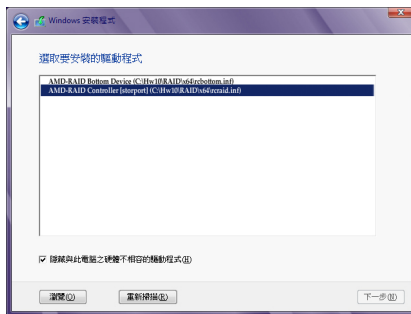 Windows 安裝程式
選取要安裝的驅動程式
AMD-RAID Bottom Device (C:\Hw10\RAID\x64\rcbottom.inf)
AMD-RAID Controller [storport] (C:\Hw10\RAID\x64\rcraid.inf)
隱藏與此電腦之硬體不相容的驅動程式(H)
瀏覽(O) 重新掃描(R) 下一步(N)